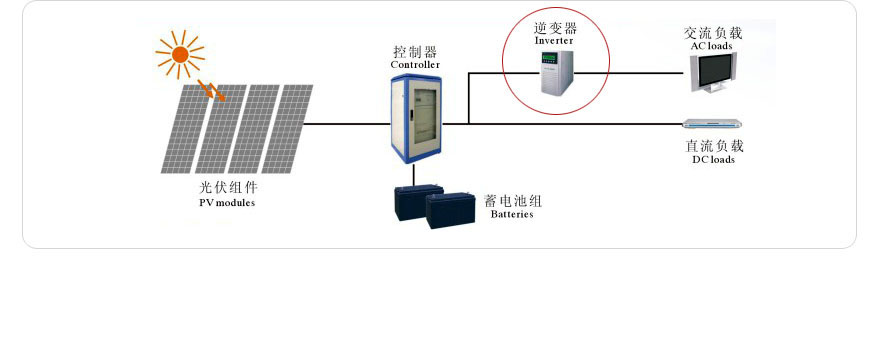 逆变器
Inverter
交流负载
AC loads
控制器
Controller
直流负载
DC loads
光伏组件
PV modules
蓄电池组
Batteries